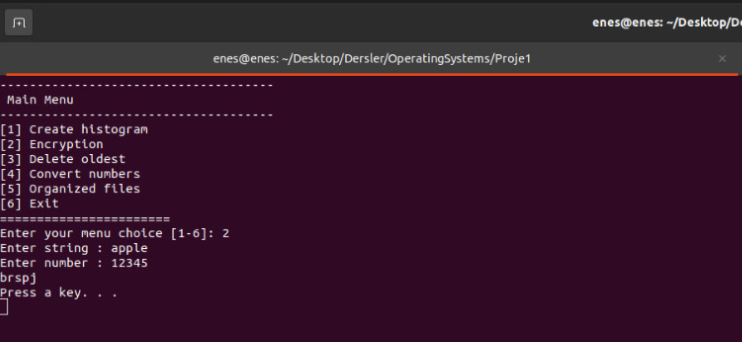 enes@enes: ~/Desktop/D
enes@enes: ~/Desktop/Dersler/OperatingSystems/Proje1 ×
-------------------------------------
Main Menu
-------------------------------------
[1] Create histogram
[2] Encryption
[3] Delete oldest
[4] Convert numbers
[5] Organized files
[6] Exit
=======================
Enter your menu choice [1-6]: 2
Enter string : apple
Enter number : 12345
brspj
Press a key. . .